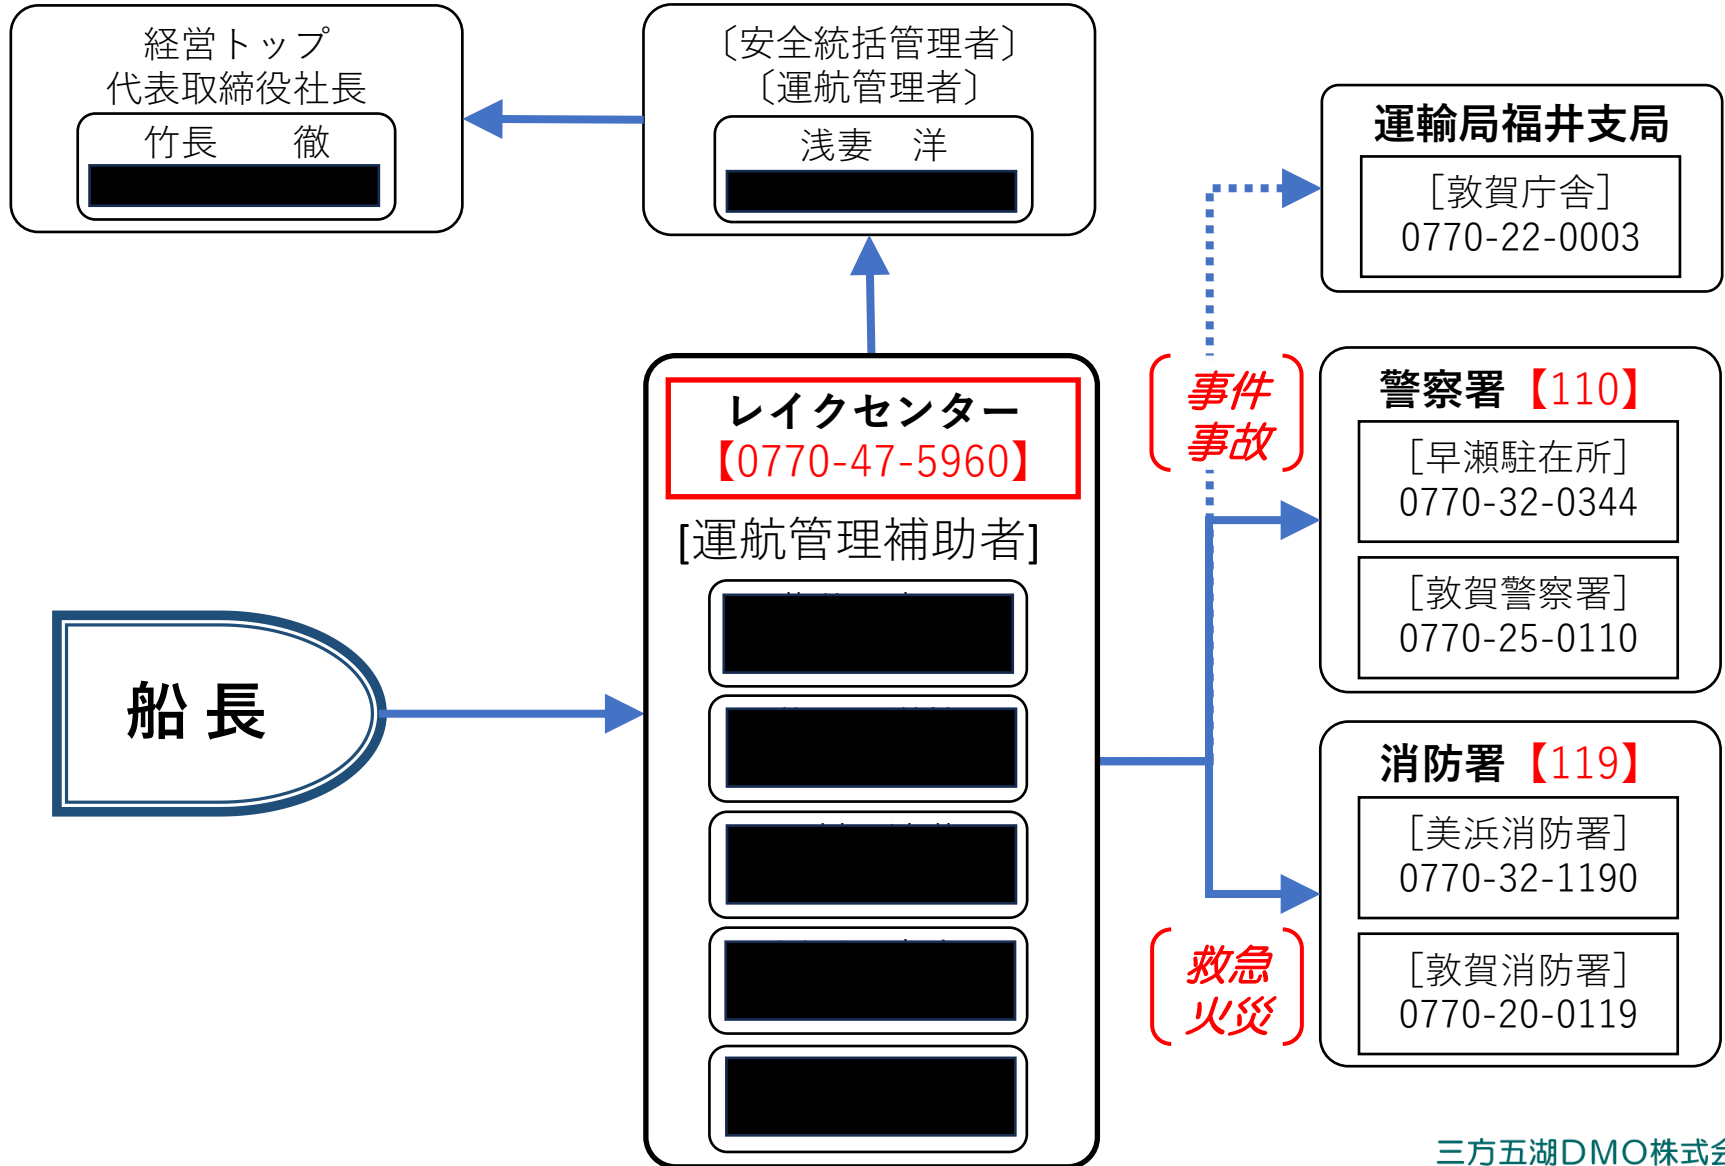 経営トップ
代表取締役社長
竹長　　徹
〔安全統括管理者〕
〔運航管理者〕
浅妻　洋
運輸局福井支局
［敦賀庁舎］
0770-22-0003
レイクセンター
【0770-47-5960】
[運航管理補助者]
船 長
事件
事故
警察署【110】
［早瀬駐在所］
0770-32-0344
［敦賀警察署］
0770-25-0110
消防署【119】
［美浜消防署］
0770-32-1190
［敦賀消防署］
0770-20-0119
救急
火災
三方五湖DMO株式会